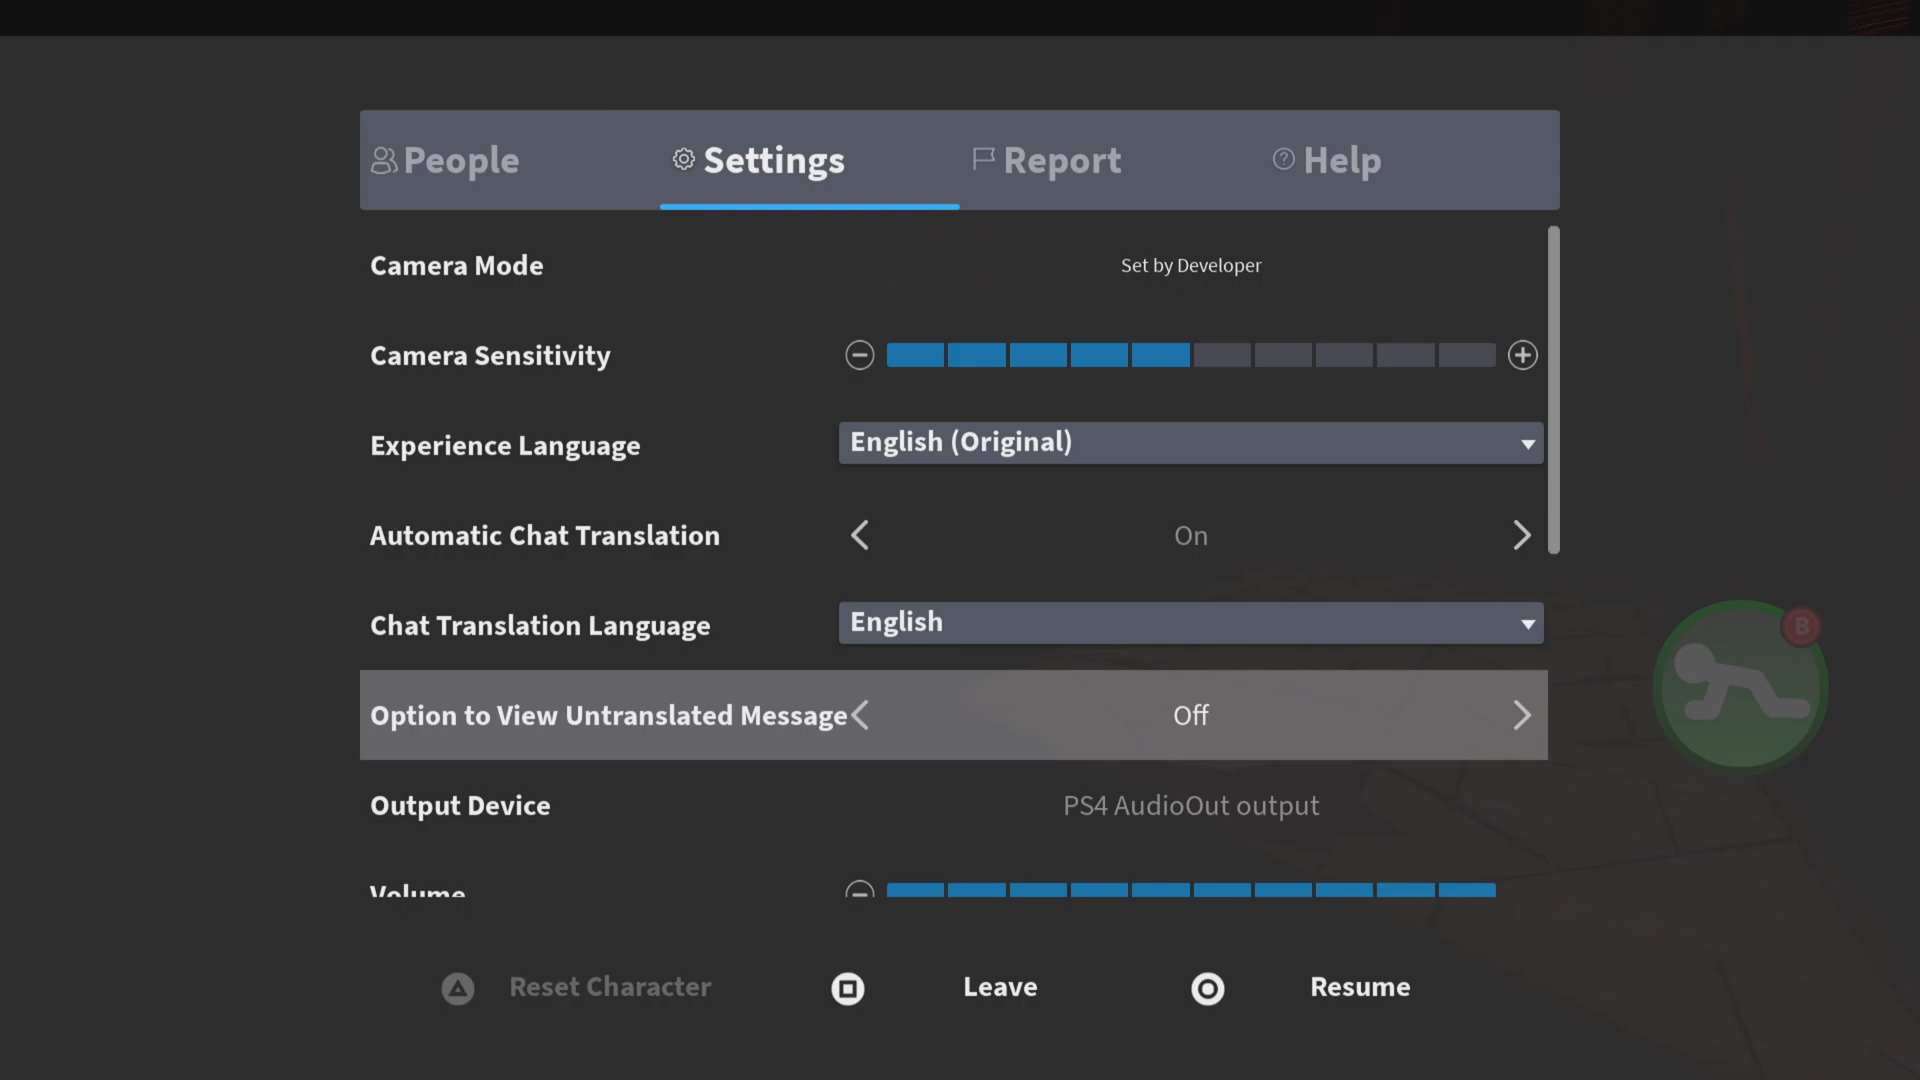 People
Settings
Report
Help
Camera Mode
Set by Developer
Camera Sensitivity
Experience Language
English (Original)
Automatic Chat Translation
On
Chat Translation Language
English
Option to View Untranslated Message
Off
Output Device
PS4 AudioOut output
Volume
B
Reset Character
Leave
Resume